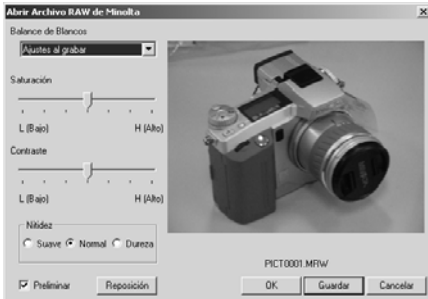 Abrir Archivo RAW de Minolta
Balance de Blancos
Ajustes al grabar
Saturación
L (Bajo) H (Alto)
Contraste
L (Bajo) H (Alto)
Nitidez
Suave Normal Dureza
PICT0001.MRW
Preliminar Reposición OK Guardar Cancelar